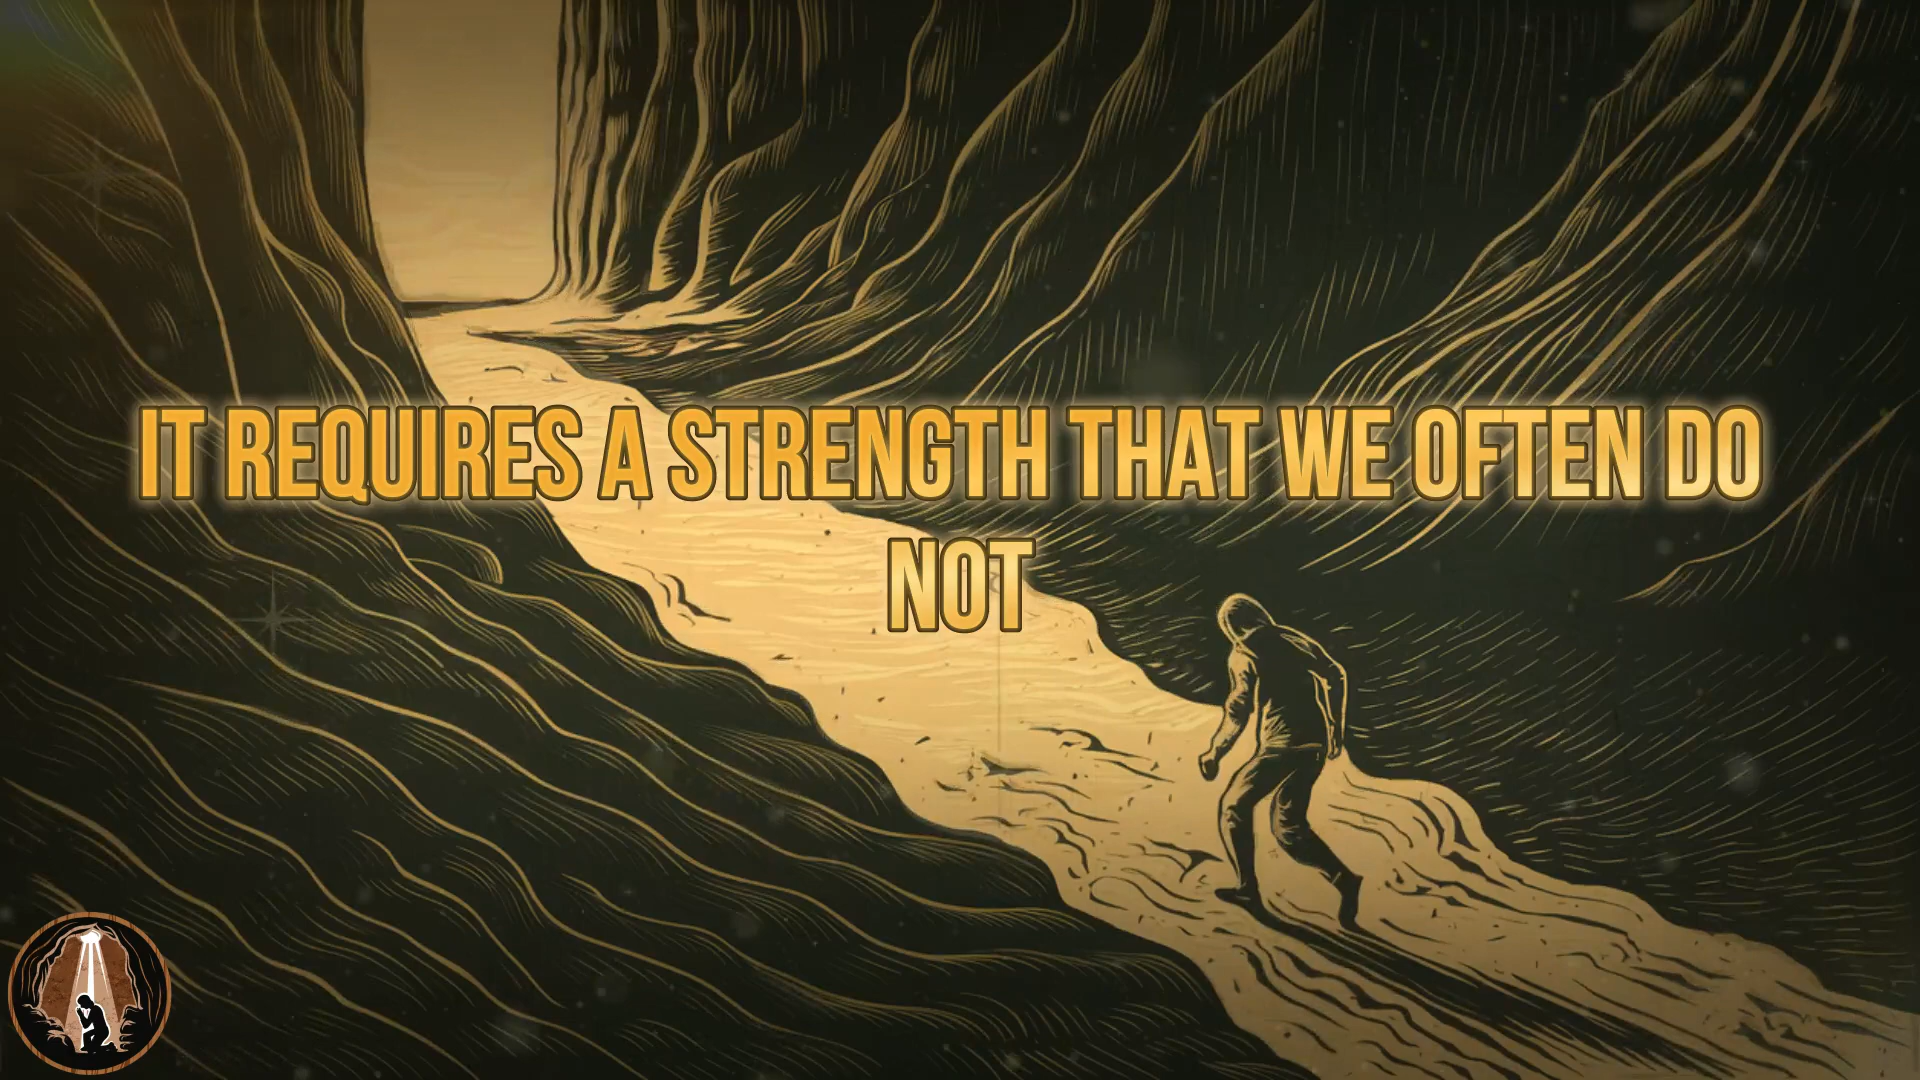 IT REQUIRES A STRENGTH THAT WE OFTEN DO
NOT